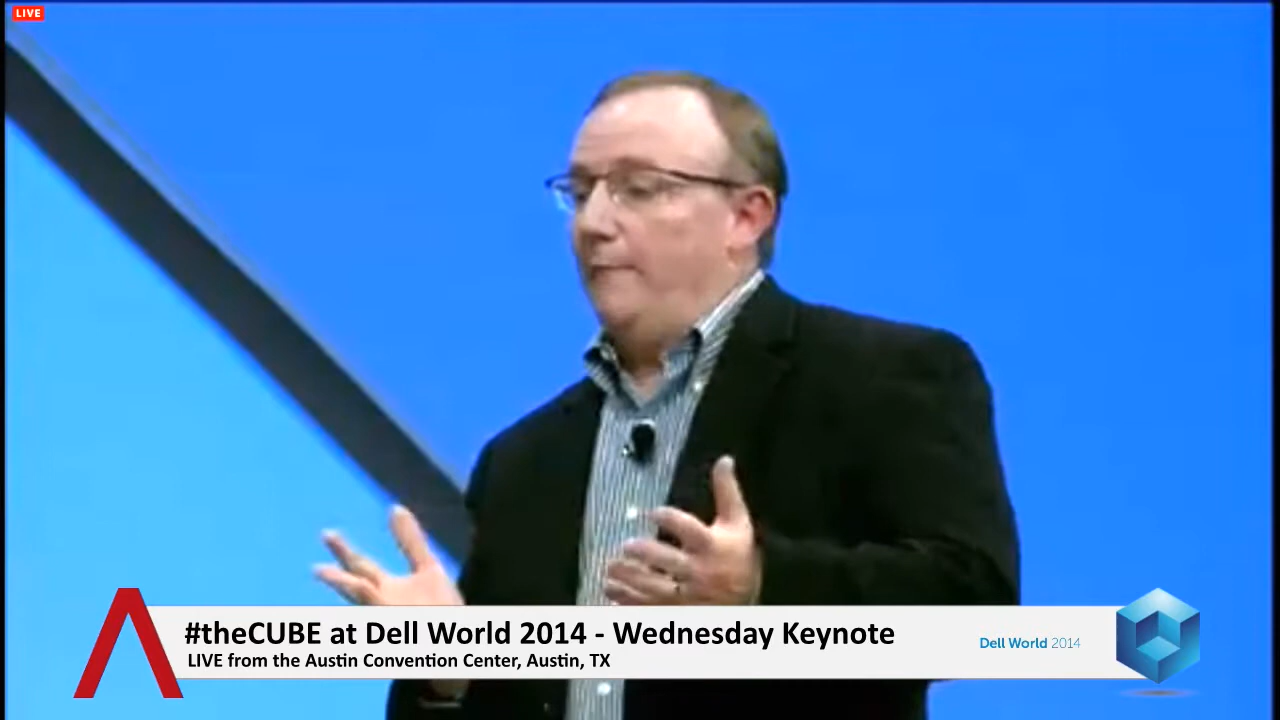 LIVE
#theCUBE at Dell World 2014 - Wednesday Keynote
LIVE from the Austin Convention Center, Austin, TX
Dell World 2014